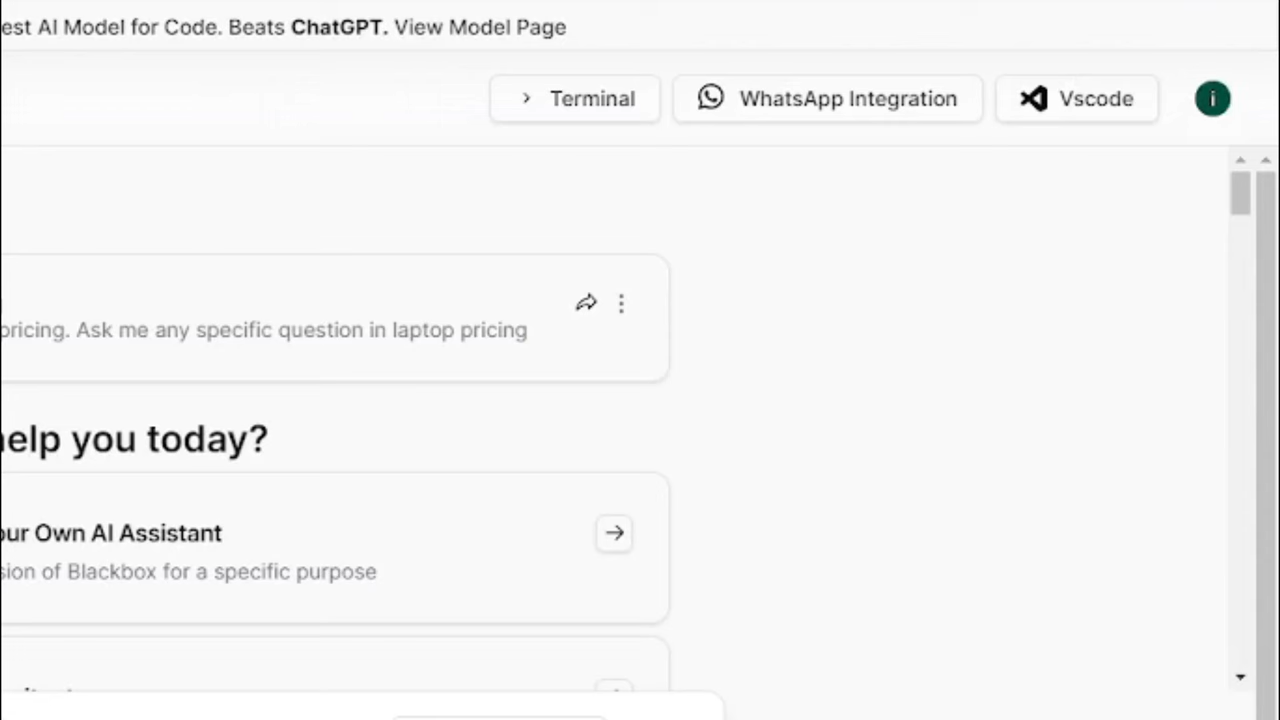 est AI Model for Code. Beats ChatGPT. View Model Page
Terminal
WhatsApp Integration
Vscode
i
pricing. Ask me any specific question in laptop pricing
help you today?
our Own AI Assistant
sion of Blackbox for a specific purpose